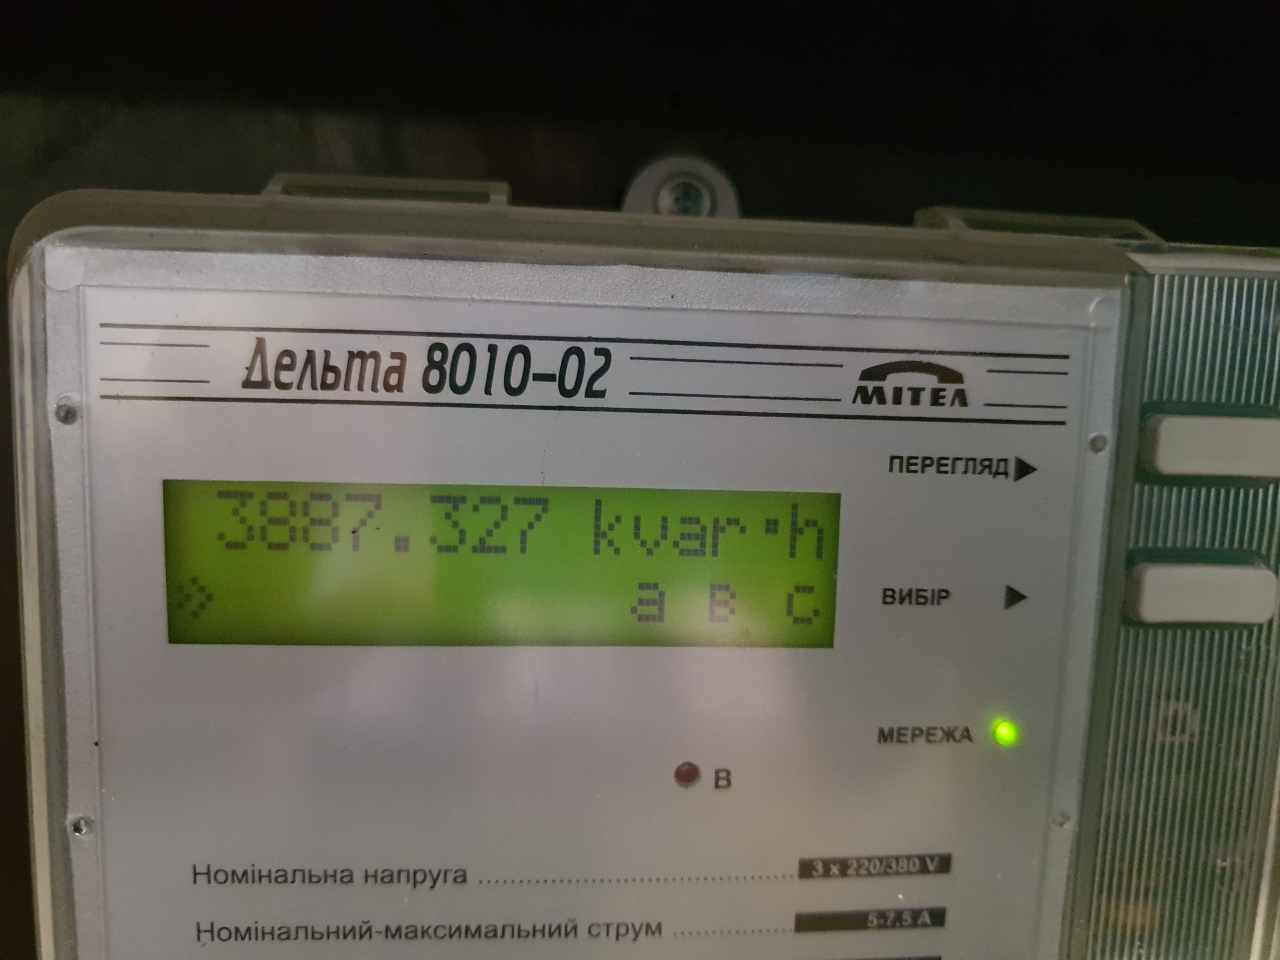 Дельта 8010-02
МІТЕЛ
ПЕРЕГЛЯД
3887.327 kvar·h
a в c
ВИБІР
МЕРЕЖА
В
Номінальна напруга ........................................ 3 x 220/380 V
Номінальний-максимальний струм ............... 5-7,5 A